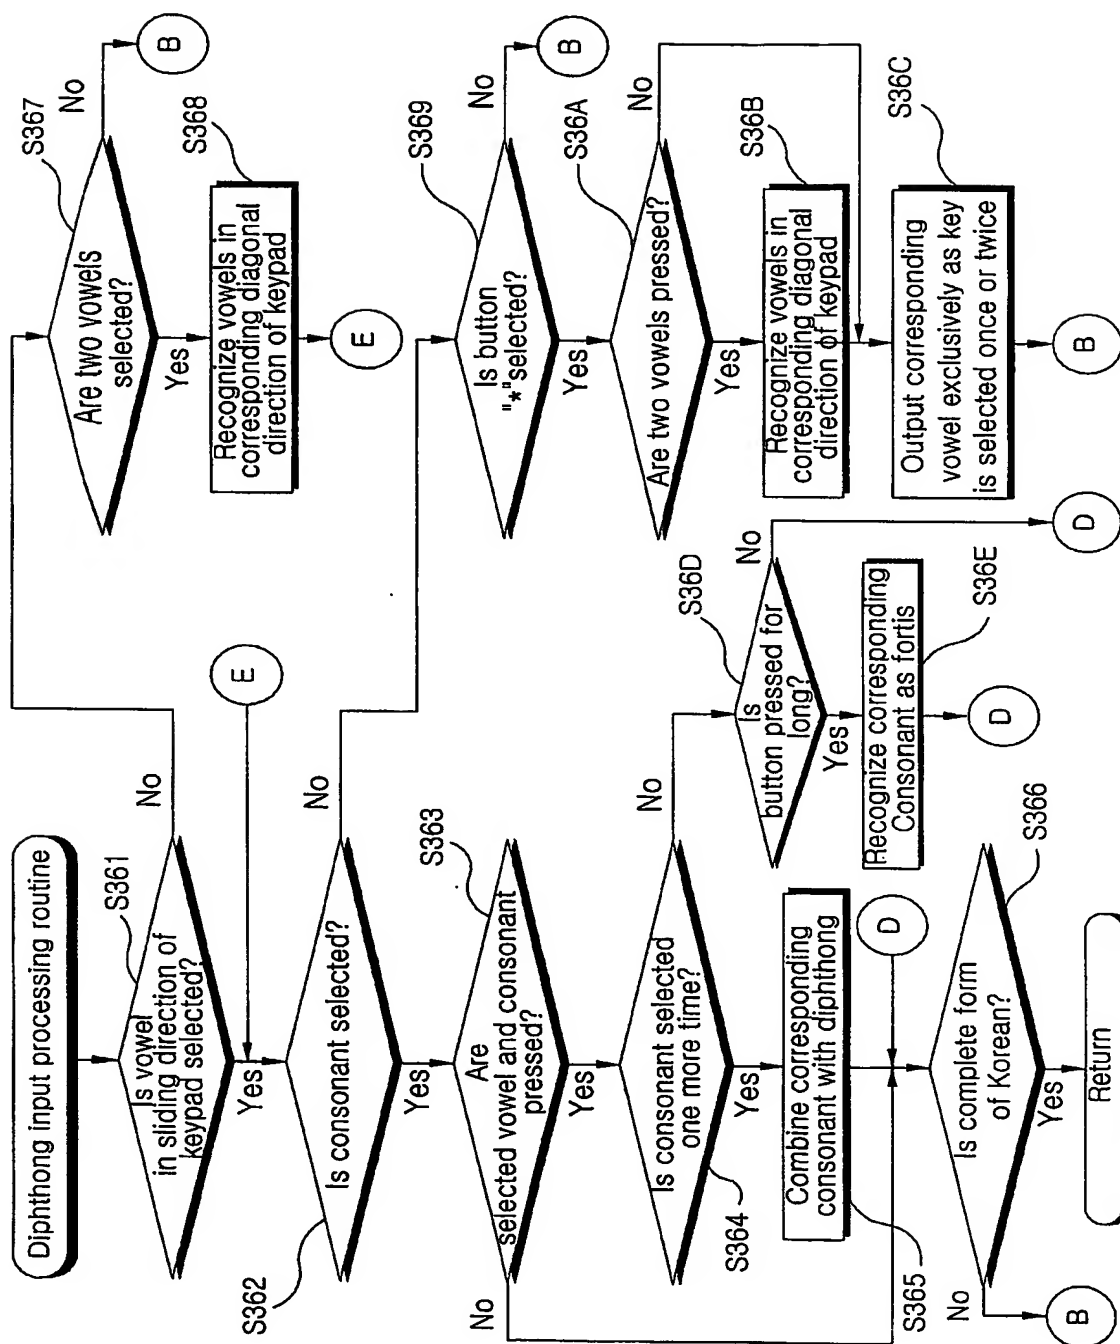 Diphthong input processing routine
S361
Is vowel
in sliding direction of
keypad selected?
No
Yes
E
S362
Is consonant selected?
No
Yes
S363
Are
selected vowel and consonant
pressed?
No
Yes
S364
Is consonant selected
one more time?
No
Yes
Combine corresponding
consonant with diphthong
S365
D
S366
Is complete form
of Korean?
No
B
Yes
Return
S367
Are two vowels
selected?
No
B
Yes
S368
Recognize vowels in
corresponding diagonal
direction of keypad
E
S369
Is button
"*"selected?
No
B
Yes
S36A
Are two vowels pressed?
No
Yes
S36B
Recognize vowels in
corresponding diagonal
direction of keypad
S36C
Output corresponding
vowel exclusively as key
is selected once or twice
B
S36D
Is
button pressed for
long?
No
D
Yes
S36E
Recognize corresponding
Consonant as fortis
D